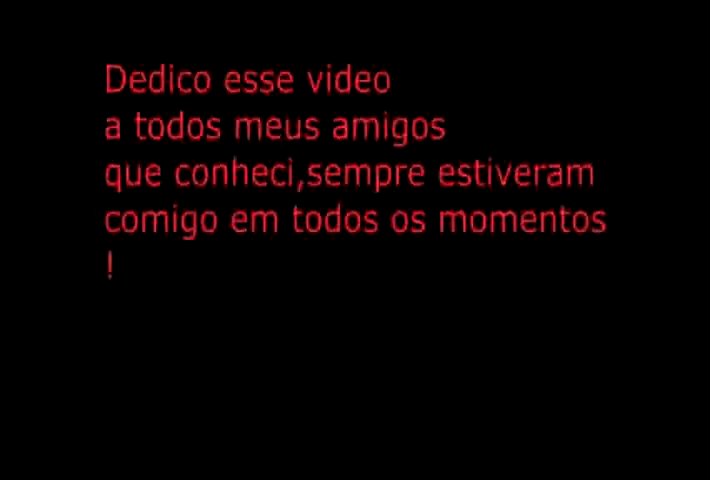 Dedico esse video
a todos meus amigos
que conheci,sempre estiveram
comigo em todos os momentos
!